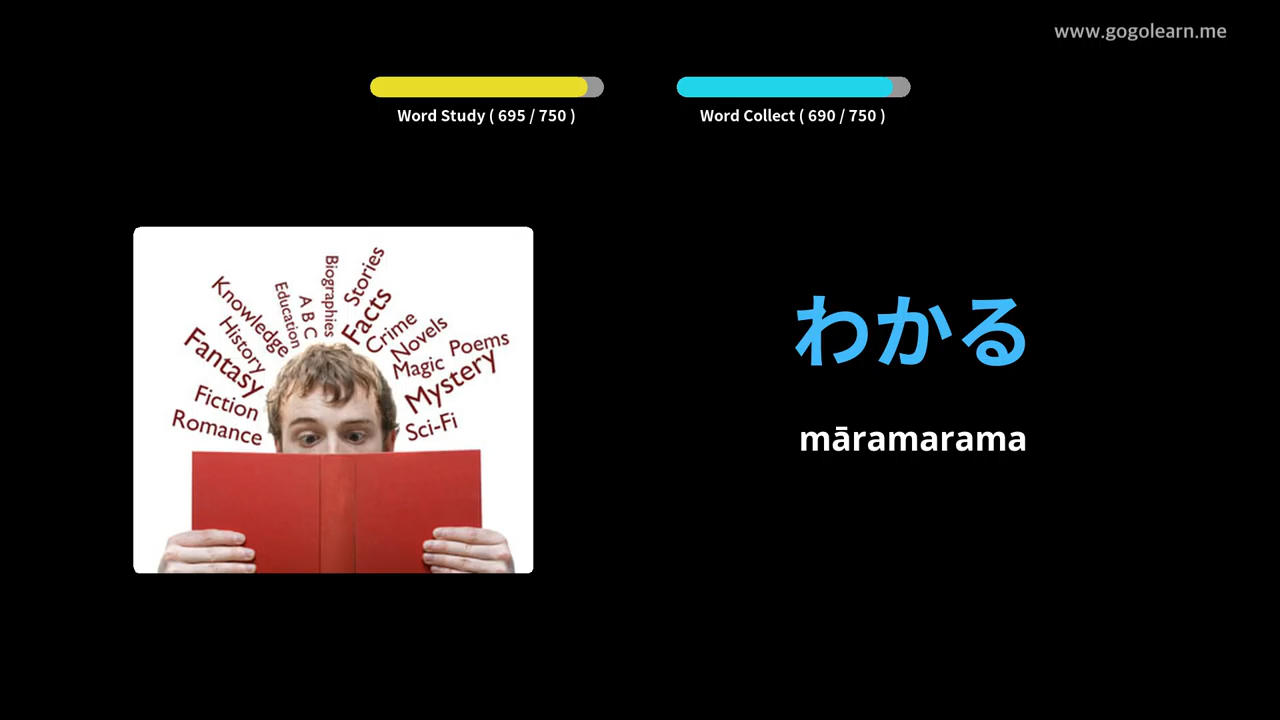 www.gogolearn.me
Word Study ( 695 / 750 )
Word Collect ( 690 / 750 )
Knowledge
Education
A B C
Biographies
Stories
Facts
History
Crime
Novels
Fantasy
Magic
Poems
Fiction
Mystery
Romance
Sci-Fi
わかる
māramarama